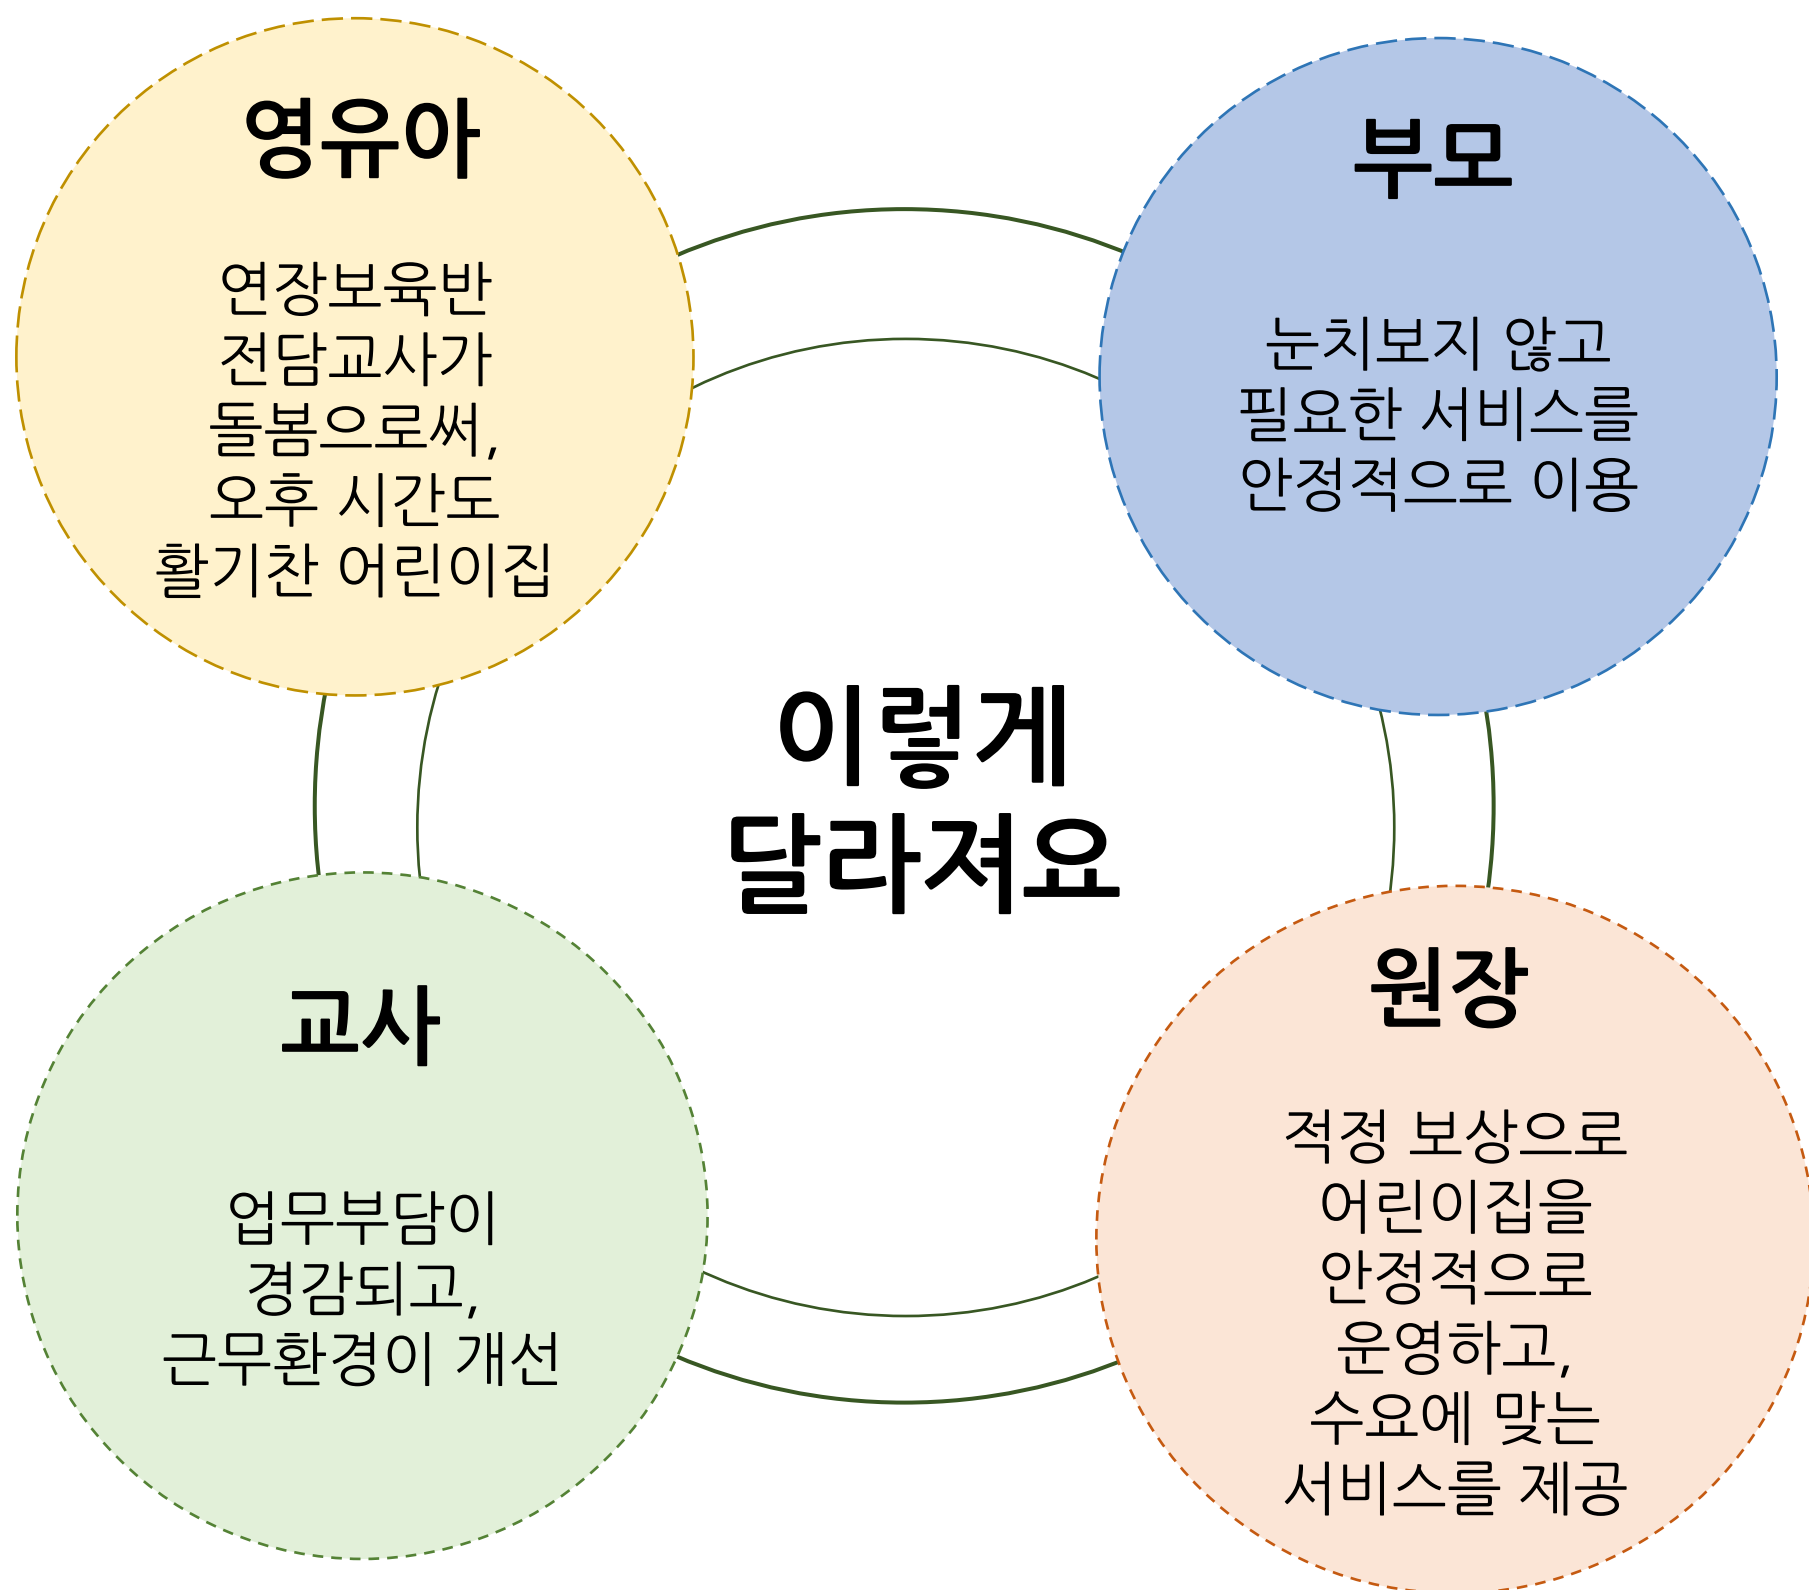 영유아
연장보육반
전담교사가
돌봄으로써,
오후 시간도
활기찬 어린이집
부모
눈치보지 않고
필요한 서비스를
안정적으로 이용
이렇게
달라져요
교사
업무부담이
경감되고,
근무환경이 개선
원장
적정 보상으로
어린이집을
안정적으로
운영하고,
수요에 맞는
서비스를 제공